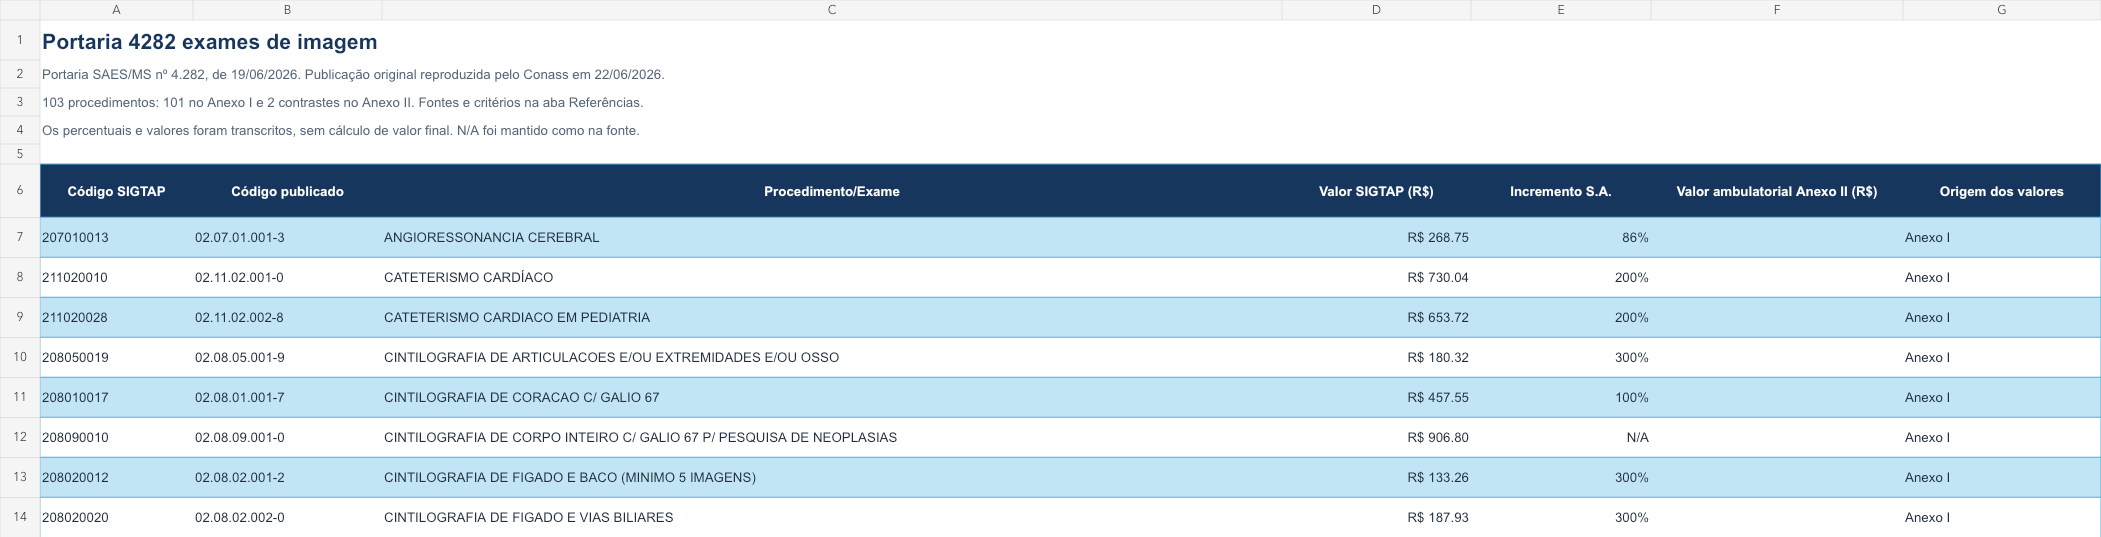 A B C D E F G
1 Portaria 4282 exames de imagem
2 Portaria SAES/MS nº 4.282, de 19/06/2026. Publicação original reproduzida pelo Conass em 22/06/2026.
3 103 procedimentos: 101 no Anexo I e 2 contrastes no Anexo II. Fontes e critérios na aba Referências.
4 Os percentuais e valores foram transcritos, sem cálculo de valor final. N/A foi mantido como na fonte.
5
6 Código SIGTAP Código publicado Procedimento/Exame Valor SIGTAP (R$) Incremento S.A. Valor ambulatorial Anexo II (R$) Origem dos valores
7 207010013 02.07.01.001-3 ANGIORESSONANCIA CEREBRAL R$ 268.75 86% Anexo I
8 211020010 02.11.02.001-0 CATETERISMO CARDÍACO R$ 730.04 200% Anexo I
9 211020028 02.11.02.002-8 CATETERISMO CARDIACO EM PEDIATRIA R$ 653.72 200% Anexo I
10 208050019 02.08.05.001-9 CINTILOGRAFIA DE ARTICULACOES E/OU EXTREMIDADES E/OU OSSO R$ 180.32 300% Anexo I
11 208010017 02.08.01.001-7 CINTILOGRAFIA DE CORACAO C/ GALIO 67 R$ 457.55 100% Anexo I
12 208090010 02.08.09.001-0 CINTILOGRAFIA DE CORPO INTEIRO C/ GALIO 67 P/ PESQUISA DE NEOPLASIAS R$ 906.80 N/A Anexo I
13 208020012 02.08.02.001-2 CINTILOGRAFIA DE FIGADO E BACO (MINIMO 5 IMAGENS) R$ 133.26 300% Anexo I
14 208020020 02.08.02.002-0 CINTILOGRAFIA DE FIGADO E VIAS BILIARES R$ 187.93 300% Anexo I